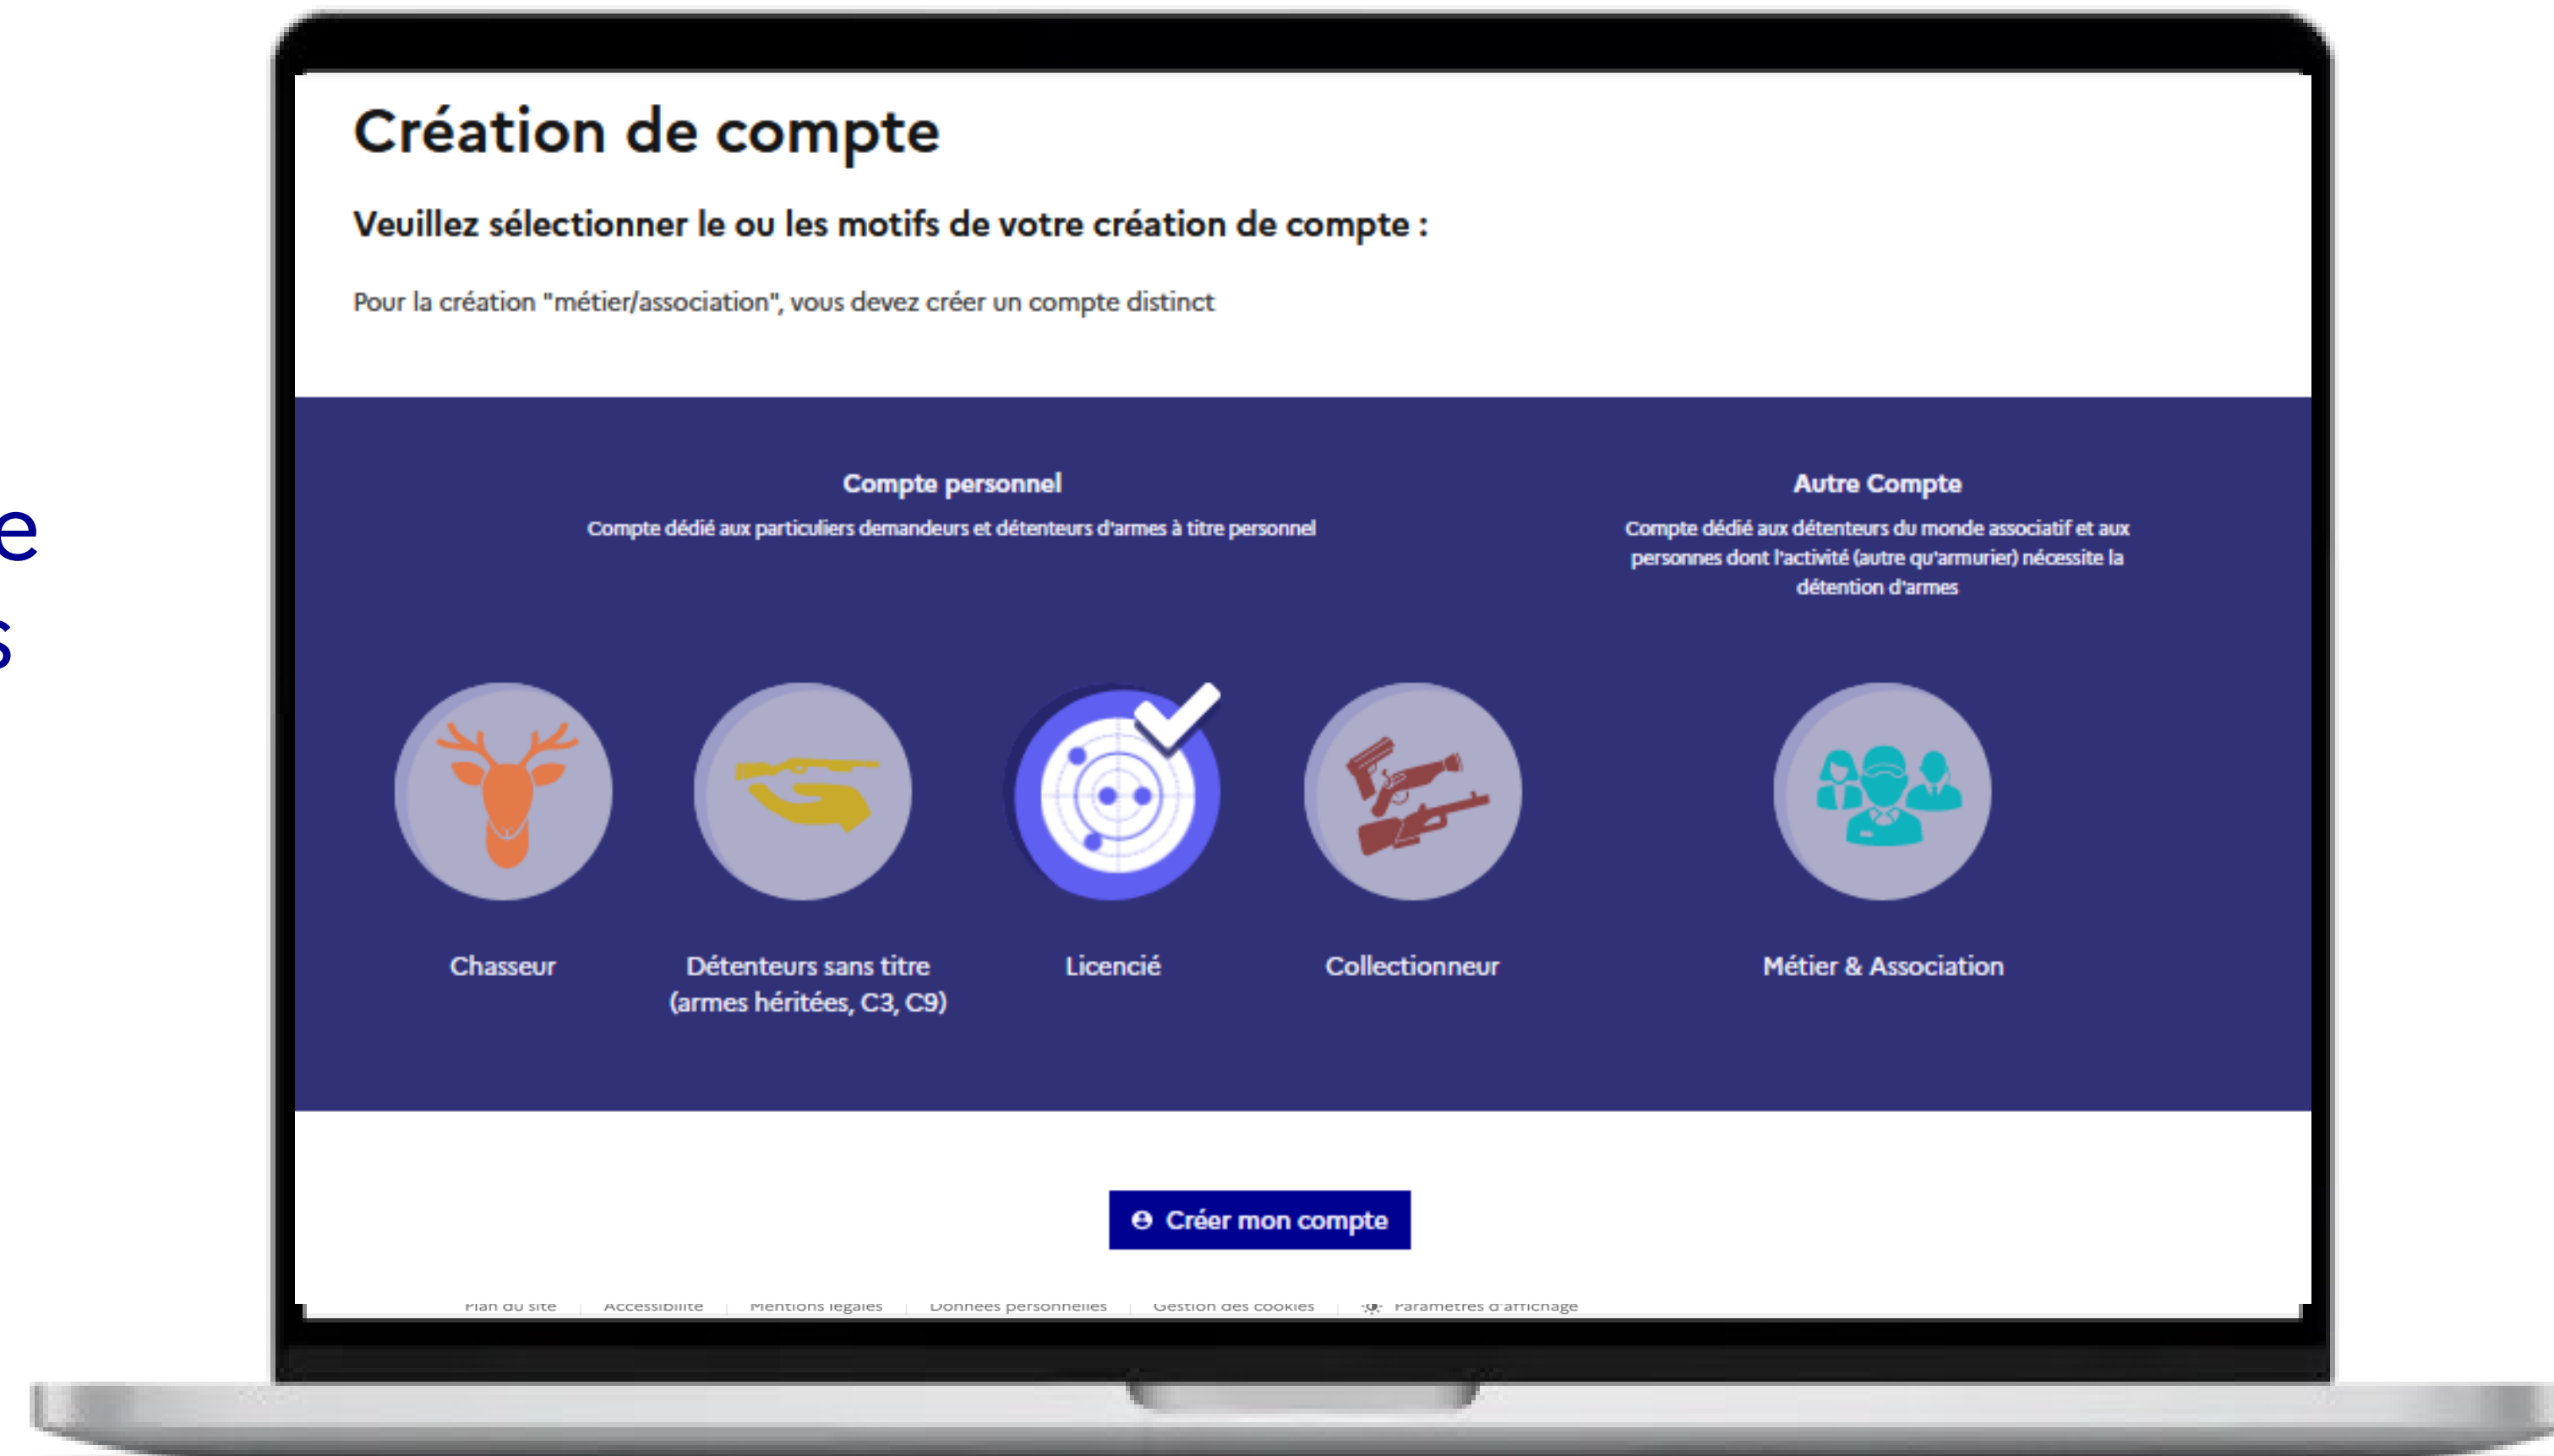 Création de compte
Veuillez sélectionner le ou les motifs de votre création de compte :
Pour la création "métier/association", vous devez créer un compte distinct
e
s
Compte personnel
Compte dédié aux particuliers demandeurs et détenteurs d'armes à titre personnel
Autre Compte
Compte dédié aux détenteurs du monde associatif et aux
personnes dont l'activité (autre qu'armurier) nécessite la
détention d'armes
Chasseur
Détenteurs sans titre
(armes héritées, C3, C9)
Licencié
Collectionneur
Métier & Association
Créer mon compte
Plan du site
Accessibilité
Mentions légales
Données personnelles
Gestion des cookies
Paramètres d'affichage